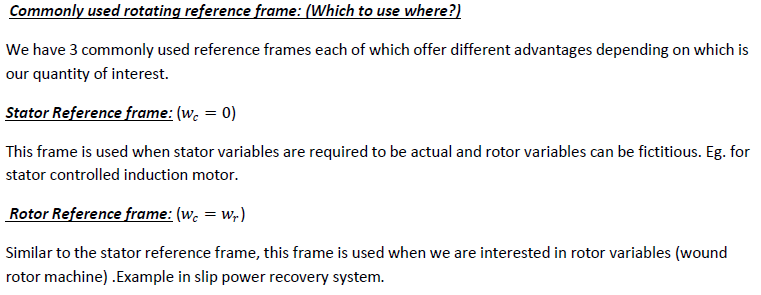 Commonly used rotating reference frame: (Which to use where?)
We have 3 commonly used reference frames each of which offer different advantages depending on which is
our quantity of interest.
Stator Reference frame: (w_c = 0)
This frame is used when stator variables are required to be actual and rotor variables can be fictitious. Eg. for
stator controlled induction motor.
Rotor Reference frame: (w_c = w_r)
Similar to the stator reference frame, this frame is used when we are interested in rotor variables (wound
rotor machine) .Example in slip power recovery system.